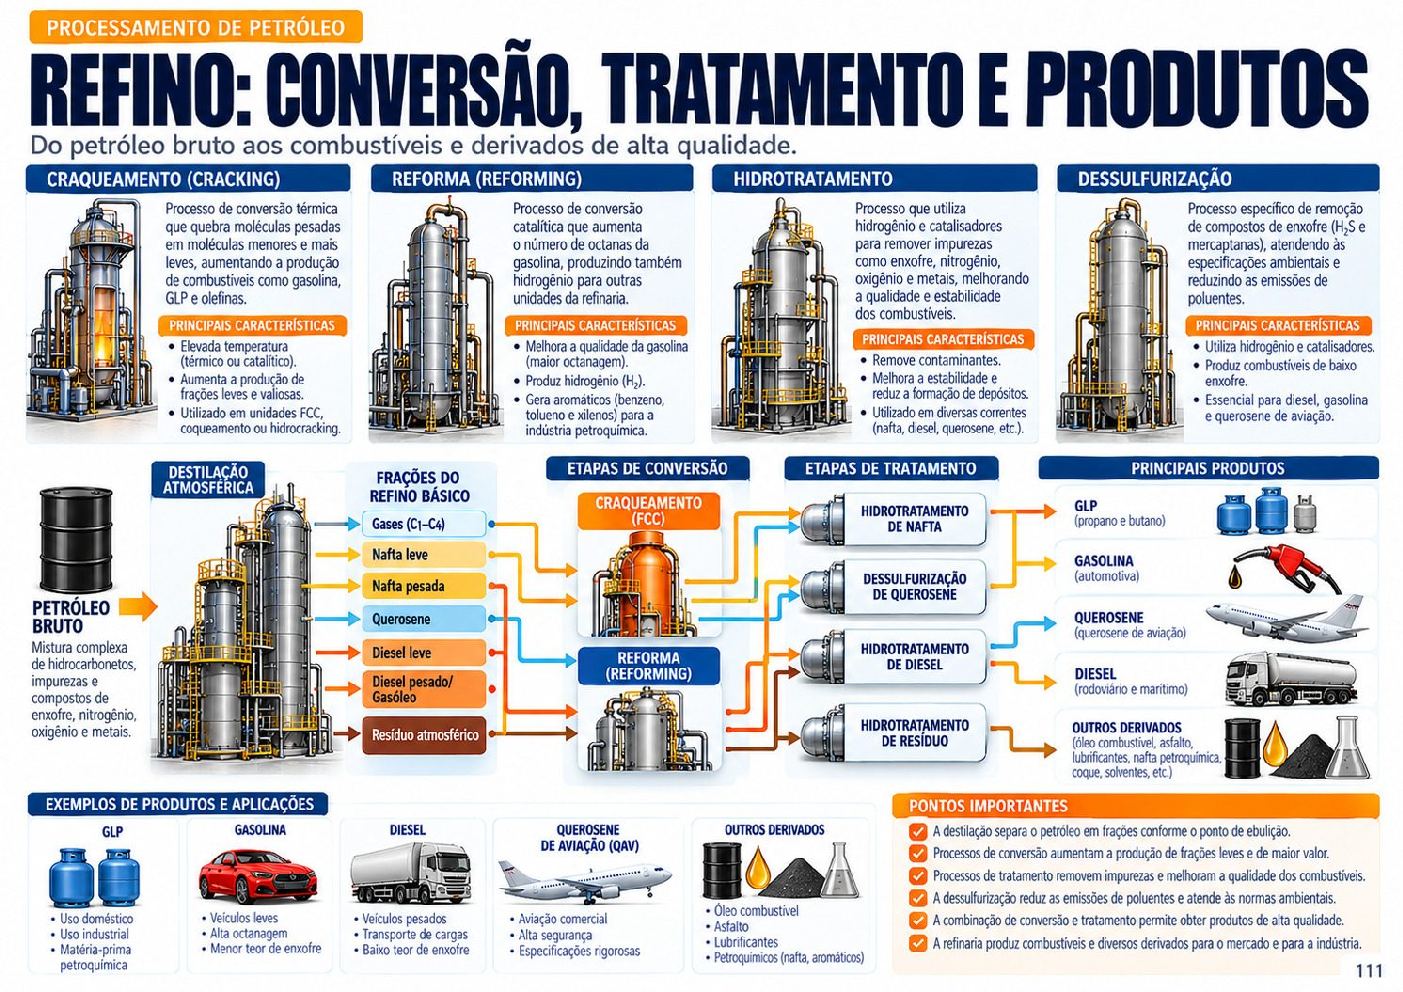 PROCESSAMENTO DE PETRÓLEO
REFINO: CONVERSÃO, TRATAMENTO E PRODUTOS
Do petróleo bruto aos combustíveis e derivados de alta qualidade.
CRAQUEAMENTO (CRACKING)
Processo de conversão térmica
que quebra moléculas pesadas
em moléculas menores e mais
leves, aumentando a produção
de combustíveis como gasolina,
GLP e olefinas.
PRINCIPAIS CARACTERÍSTICAS
• Elevada temperatura
(térmico ou catalítico).
• Aumenta a produção de
frações leves e valiosas.
• Utilizado em unidades FCC,
coqueamento ou hidrocracking.
REFORMA (REFORMING)
Processo de conversão
catalítica que aumenta
o número de octanas da
gasolina, produzindo também
hidrogênio para outras
unidades da refinaria.
PRINCIPAIS CARACTERÍSTICAS
• Melhora a qualidade da gasolina
(maior octanagem).
• Produz hidrogênio (H₂).
• Gera aromáticos (benzeno,
tolueno e xilenos) para a
indústria petroquímica.
HIDROTRATAMENTO
Processo que utiliza
hidrogênio e catalisadores
para remover impurezas
como enxofre, nitrogênio,
oxigênio e metais, melhorando
a qualidade e estabilidade
dos combustíveis.
PRINCIPAIS CARACTERÍSTICAS
• Remove contaminantes.
• Melhora a estabilidade e
reduz a formação de depósitos.
• Utilizado em diversas correntes
(nafta, diesel, querosene, etc.).
DESSULFURIZAÇÃO
Processo específico de remoção
de compostos de enxofre (H₂S e
mercaptanas), atendendo às
especificações ambientais e
reduzindo as emissões de
poluentes.
PRINCIPAIS CARACTERÍSTICAS
• Utiliza hidrogênio e catalisadores.
• Produz combustíveis de baixo
enxofre.
• Essencial para diesel, gasolina
e querosene de aviação.
PETRÓLEO
BRUTO
Mistura complexa
de hidrocarbonetos,
impurezas e
compostos de
enxofre, nitrogênio,
oxigênio e metais.
DESTILAÇÃO
ATMOSFÉRICA
FRAÇÕES DO
REFINO BÁSICO
Gases (C₁–C₄)
Nafta leve
Nafta pesada
Querosene
Diesel leve
Diesel pesado/
Gasóleo
Resíduo atmosférico
ETAPAS DE CONVERSÃO
CRAQUEAMENTO
(FCC)
REFORMA
(REFORMING)
ETAPAS DE TRATAMENTO
HIDROTRATAMENTO
DE NAFTA
DESSULFURIZAÇÃO
DE QUEROSENE
HIDROTRATAMENTO
DE DIESEL
HIDROTRATAMENTO
DE RESÍDUO
PRINCIPAIS PRODUTOS
GLP
(propano e butano)
GASOLINA
(automotiva)
QUEROSENE
(querosene de aviação)
DIESEL
(rodoviário e marítimo)
OUTROS DERIVADOS
(óleo combustível, asfalto,
lubrificantes, nafta petroquímica,
coque, solventes, etc.)
EXEMPLOS DE PRODUTOS E APLICAÇÕES
GLP
• Uso doméstico
• Uso industrial
• Matéria-prima
petroquímica
GASOLINA
• Veículos leves
• Alta octanagem
• Menor teor de enxofre
DIESEL
• Veículos pesados
• Transporte de cargas
• Baixo teor de enxofre
QUEROSENE
DE AVIAÇÃO (QAV)
• Aviação comercial
• Alta segurança
• Especificações rigorosas
OUTROS DERIVADOS
• Óleo combustível
• Asfalto
• Lubrificantes
• Petroquímicos (nafta, aromáticos)
PONTOS IMPORTANTES
A destilação separa o petróleo em frações conforme o ponto de ebulição.
Processos de conversão aumentam a produção de frações leves e de maior valor.
Processos de tratamento removem impurezas e melhoram a qualidade dos combustíveis.
A dessulfurização reduz as emissões de poluentes e atende às normas ambientais.
A combinação de conversão e tratamento permite obter produtos de alta qualidade.
A refinaria produz combustíveis e diversos derivados para o mercado e para a indústria.
111